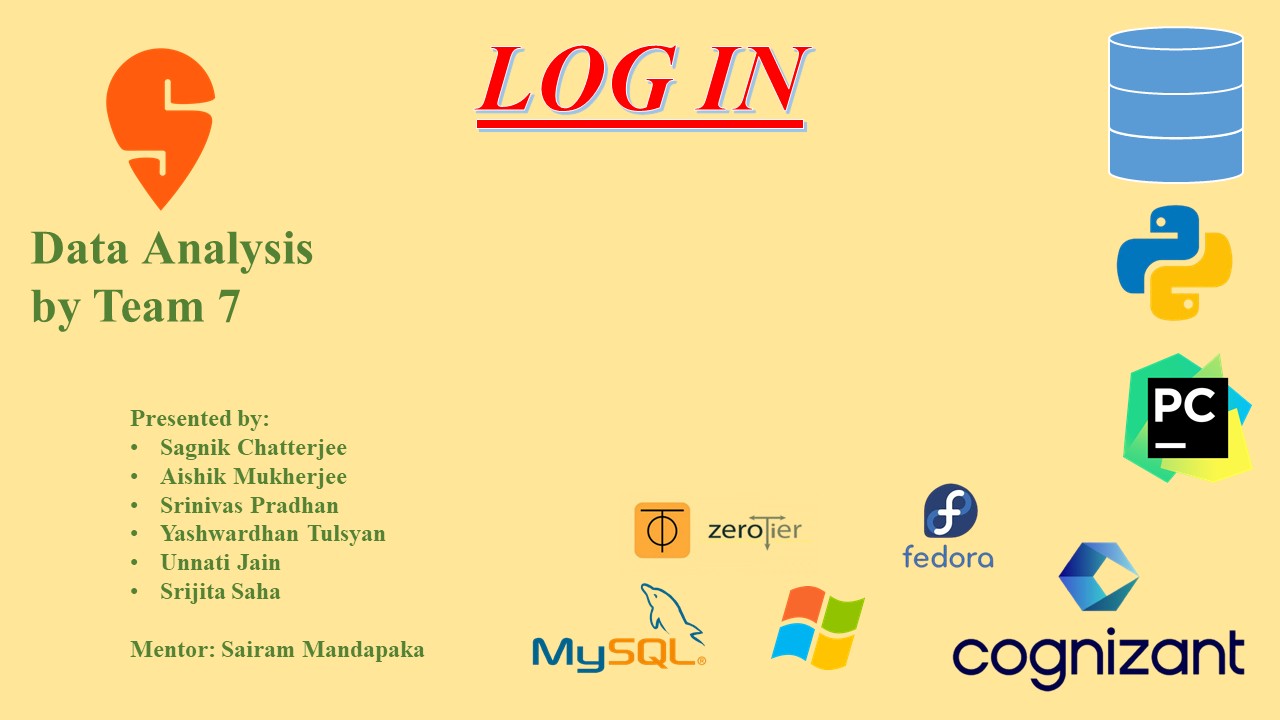 LOG IN
Data Analysis
by Team 7
Presented by:
• Sagnik Chatterjee
• Aishik Mukherjee
• Srinivas Pradhan
• Yashwardhan Tulsyan
• Unnati Jain
• Srijita Saha
Mentor: Sairam Mandapaka
PC
zeroTier
fedora
MySQL®
cognizant